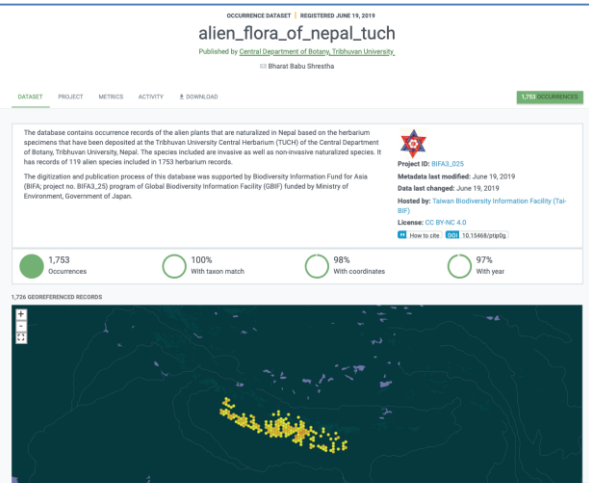 OCCURRENCE DATASET | REGISTERED JUNE 19, 2019
alien_flora_of_nepal_tuch
Published by Central Department of Botany, Tribhuvan University
Bharat Babu Shrestha
DATASET PROJECT METRICS ACTIVITY DOWNLOAD
1,753 OCCURRENCES
The database contains occurrence records of the alien plants that are naturalized in Nepal based on the herbarium
specimens that have been deposited at the Tribhuvan University Central Herbarium (TUCH) of the Central Department
of Botany, Tribhuvan University, Nepal. The species included are invasive as well as non-invasive naturalized species. It
has records of 119 alien species included in 1753 herbarium records.
The digitization and publication process of this database was supported by Biodiversity Information Fund for Asia
(BIFA; project no. BIFA3_25) program of Global Biodiversity Information Facility (GBIF) funded by Ministry of
Environment, Government of Japan.
Project ID: BIFA3_025
Metadata last modified: June 19, 2019
Data last changed: June 19, 2019
Hosted by: Taiwan Biodiversity Information Facility (Tai-
BIF)
License: CC BY-NC 4.0
How to cite DOI 10.15468/ptip0g
1,753
Occurrences
100%
With taxon match
98%
With coordinates
97%
With year
1,726 GEOREFERENCED RECORDS
+
-